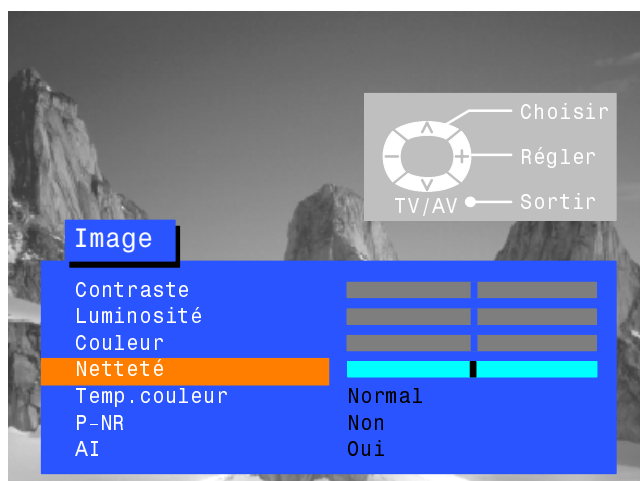 Choisir
Régler
TV/AV Sortir
Image
Contraste
Luminosité
Couleur
Netteté
Temp.couleur Normal
P-NR Non
AI Oui